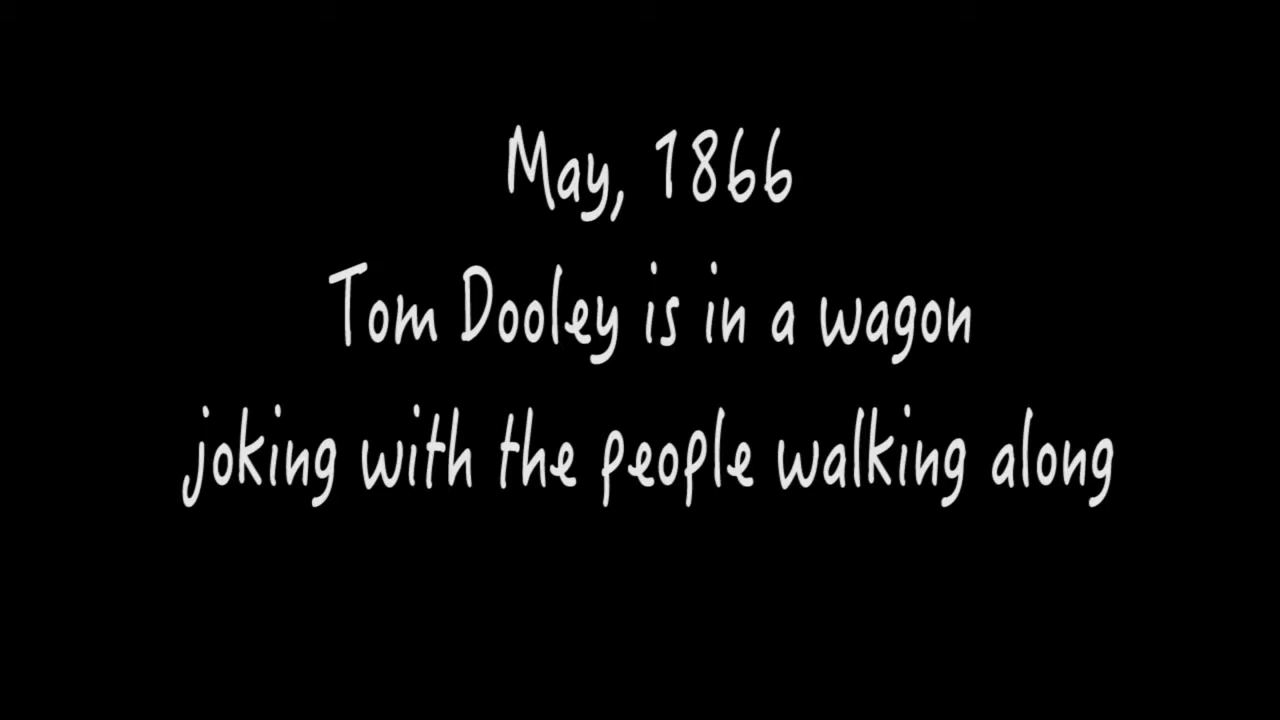 May, 1866
Tom Dooley is in a wagon
joking with the people walking along